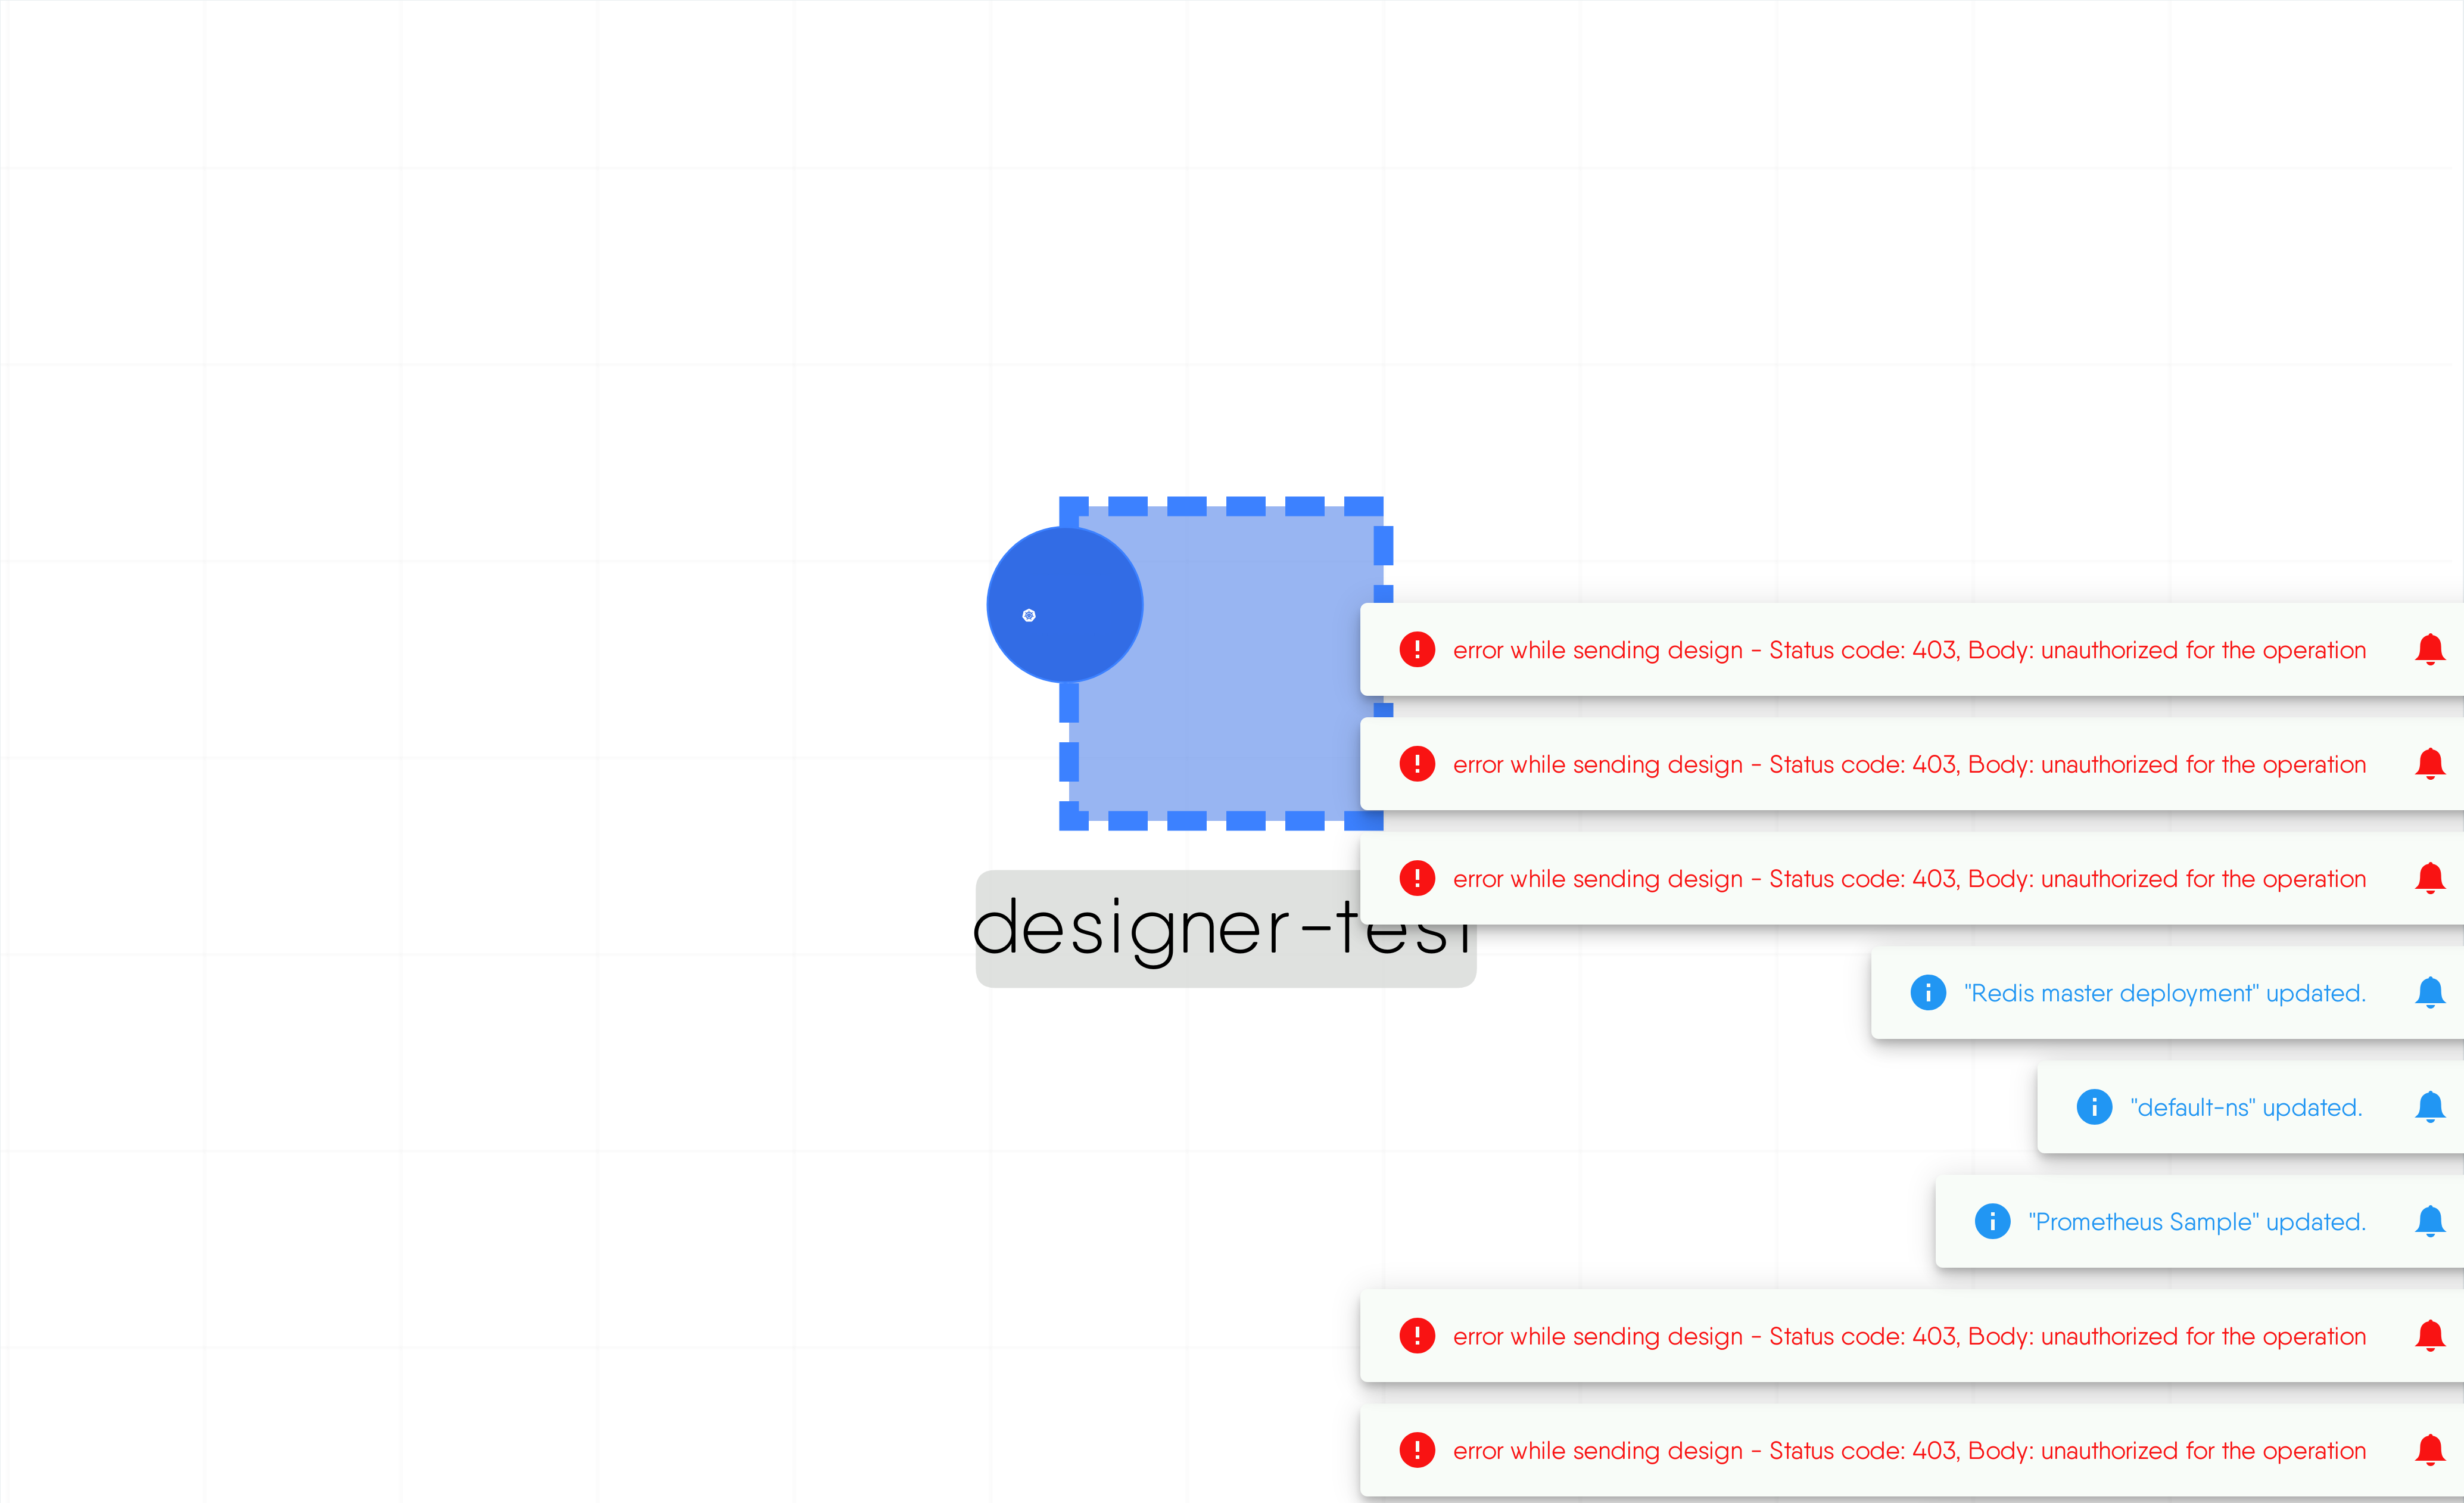 error while sending design - Status code: 403, Body: unauthorized for the operation
error while sending design - Status code: 403, Body: unauthorized for the operation
error while sending design - Status code: 403, Body: unauthorized for the operation
designer-test
"Redis master deployment" updated.
"default-ns" updated.
"Prometheus Sample" updated.
error while sending design - Status code: 403, Body: unauthorized for the operation
error while sending design - Status code: 403, Body: unauthorized for the operation